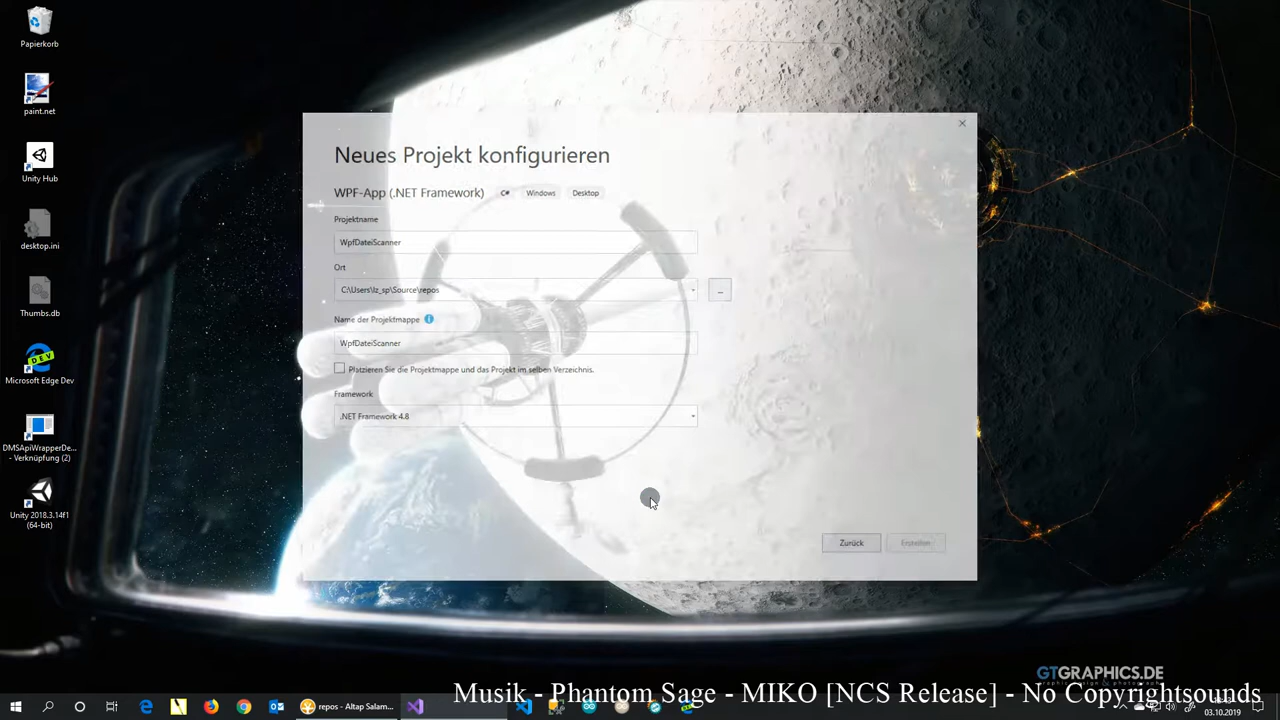 Papierkorb
paint.net
Unity Hub
desktop.ini
Thumbs.db
DEV
Microsoft Edge Dev
DMSApiWrapperDe...
- Verknüpfung (2)
Unity 2018.3.14f1
(64-bit)
Neues Projekt konfigurieren
WPF-App (.NET Framework) C# Windows Desktop
Projektname
WpfDateiScanner
Ort
C:\Users\lz_sp\Source\repos
...
Name der Projektmappe
WpfDateiScanner
Platzieren Sie die Projektmappe und das Projekt im selben Verzeichnis.
Framework
.NET Framework 4.8
Zurück Erstellen
GTGRAPHICS.DE
Musik - Phantom Sage - MIKO [NCS Release] - No Copyrightsounds
repos - Altap Salam...
03.10.2019